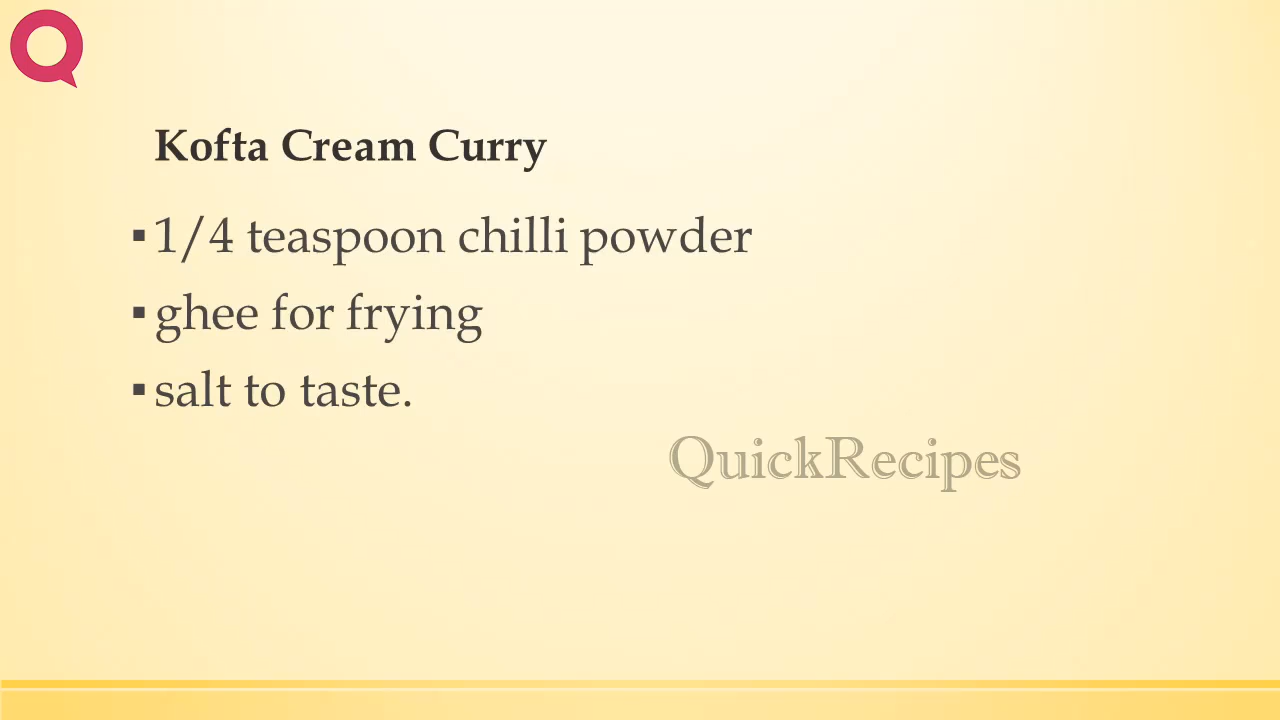 Kofta Cream Curry
▪1/4 teaspoon chilli powder
▪ghee for frying
▪salt to taste.
QuickRecipes